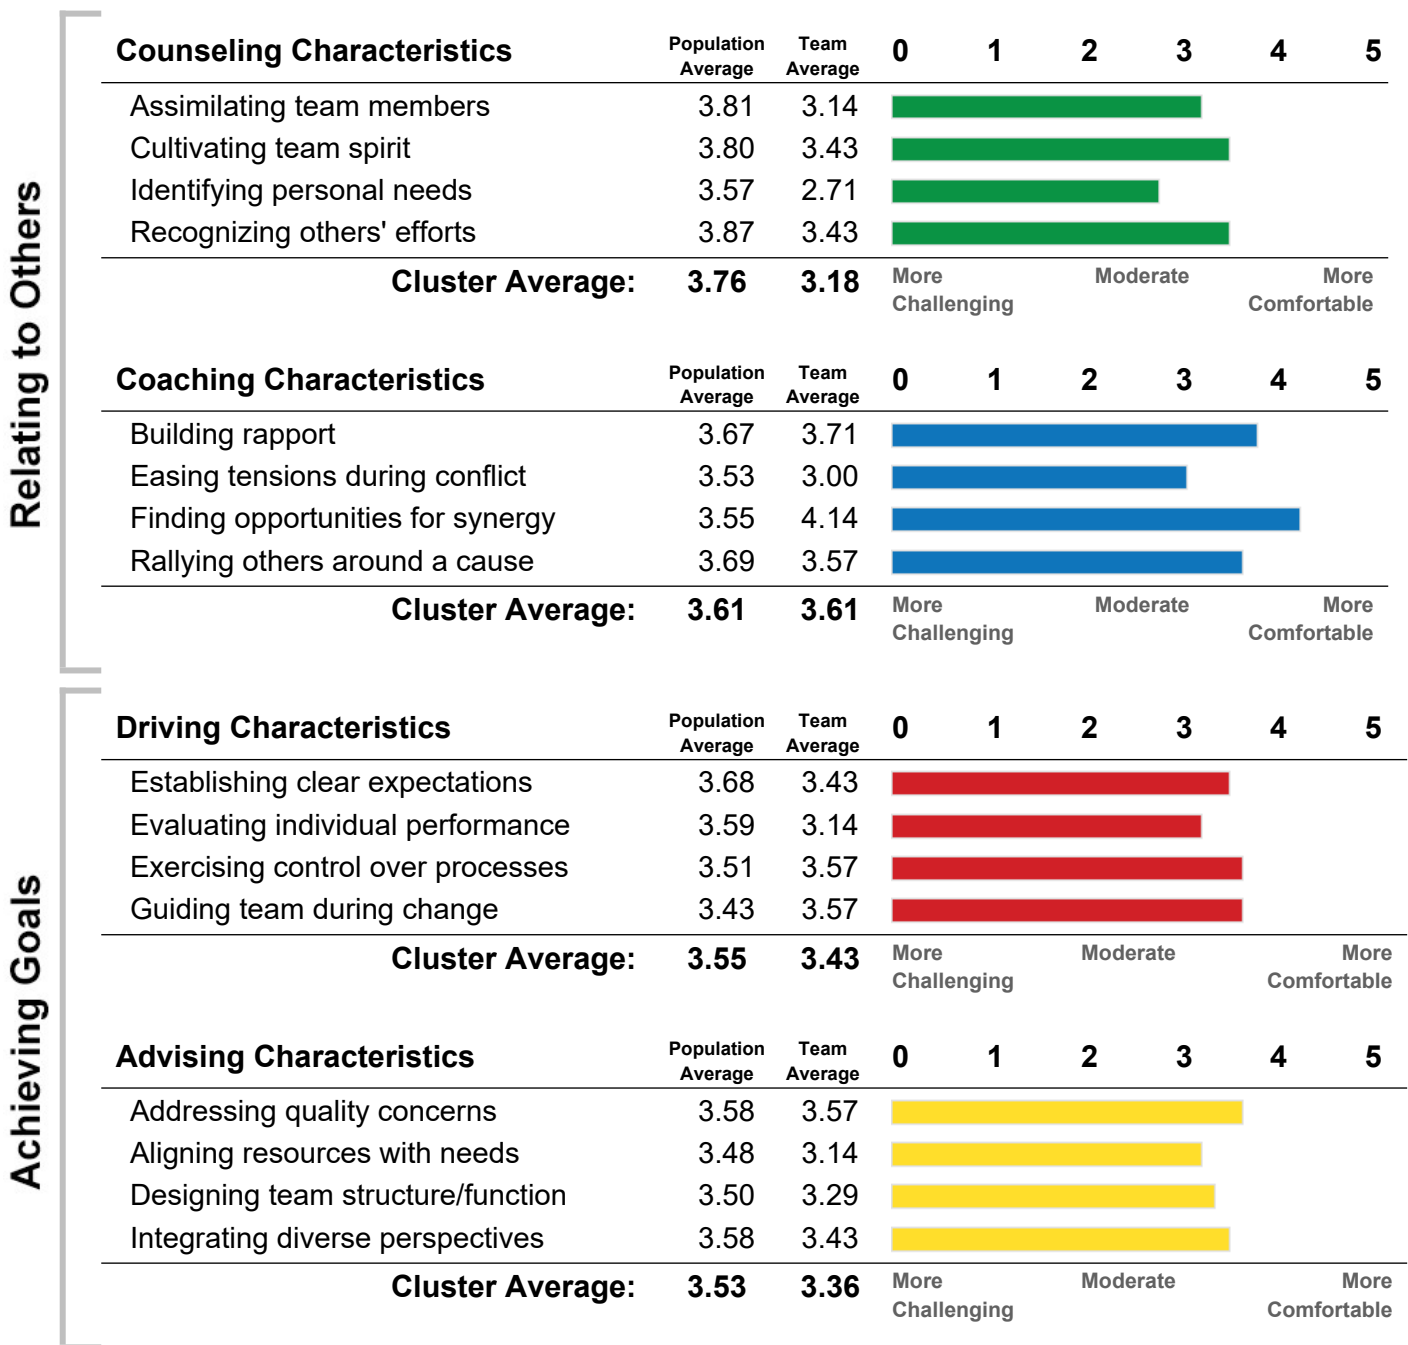 Relating to Others
Counseling Characteristics Population Average Team Average 0 1 2 3 4 5
Assimilating team members 3.81 3.14
Cultivating team spirit 3.80 3.43
Identifying personal needs 3.57 2.71
Recognizing others' efforts 3.87 3.43
Cluster Average: 3.76 3.18 More Challenging Moderate More Comfortable
Coaching Characteristics Population Average Team Average 0 1 2 3 4 5
Building rapport 3.67 3.71
Easing tensions during conflict 3.53 3.00
Finding opportunities for synergy 3.55 4.14
Rallying others around a cause 3.69 3.57
Cluster Average: 3.61 3.61 More Challenging Moderate More Comfortable
Achieving Goals
Driving Characteristics Population Average Team Average 0 1 2 3 4 5
Establishing clear expectations 3.68 3.43
Evaluating individual performance 3.59 3.14
Exercising control over processes 3.51 3.57
Guiding team during change 3.43 3.57
Cluster Average: 3.55 3.43 More Challenging Moderate More Comfortable
Advising Characteristics Population Average Team Average 0 1 2 3 4 5
Addressing quality concerns 3.58 3.57
Aligning resources with needs 3.48 3.14
Designing team structure/function 3.50 3.29
Integrating diverse perspectives 3.58 3.43
Cluster Average: 3.53 3.36 More Challenging Moderate More Comfortable